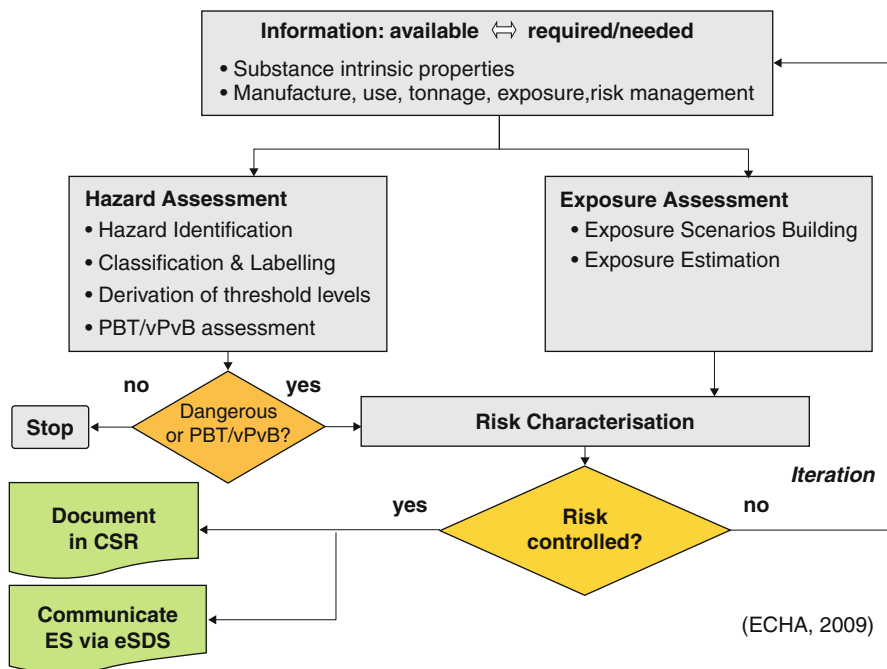 Information: available ⇔ required/needed
• Substance intrinsic properties
• Manufacture, use, tonnage, exposure,risk management
Hazard Assessment
• Hazard Identification
• Classification & Labelling
• Derivation of threshold levels
• PBT/vPvB assessment
Exposure Assessment
• Exposure Scenarios Building
• Exposure Estimation
no
yes
Dangerous
or PBT/vPvB?
Stop
Risk Characterisation
Iteration
Document
in CSR
yes
Risk
controlled?
no
Communicate
ES via eSDS
(ECHA, 2009)